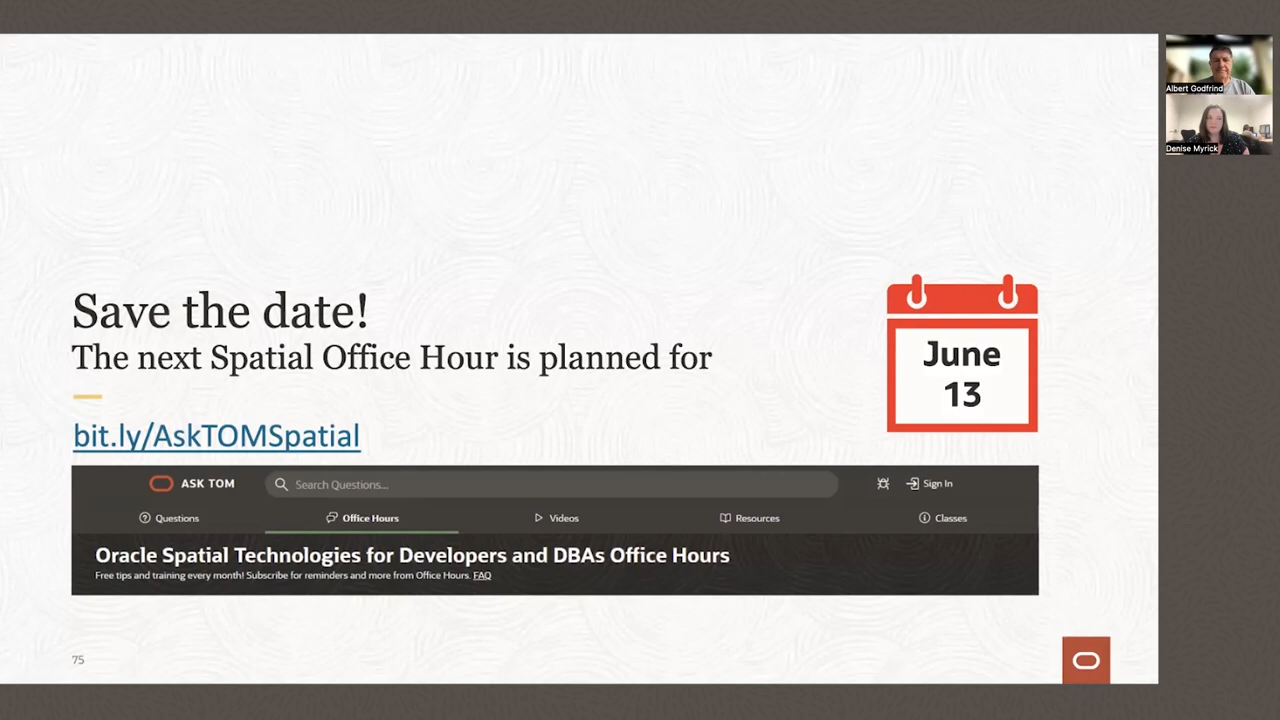 Albert Godfrind
Denise Myrick
Save the date!
The next Spatial Office Hour is planned for
June
13
bit.ly/AskTOMSpatial
ASK TOM
Search Questions...
Sign In
Questions
Office Hours
Videos
Resources
Classes
Oracle Spatial Technologies for Developers and DBAs Office Hours
Free tips and training every month! Subscribe for reminders and more from Office Hours. FAQ
75